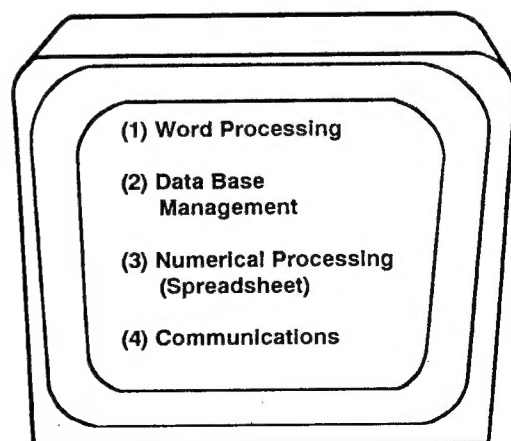 (1) Word Processing
(2) Data Base
Management
(3) Numerical Processing
(Spreadsheet)
(4) Communications